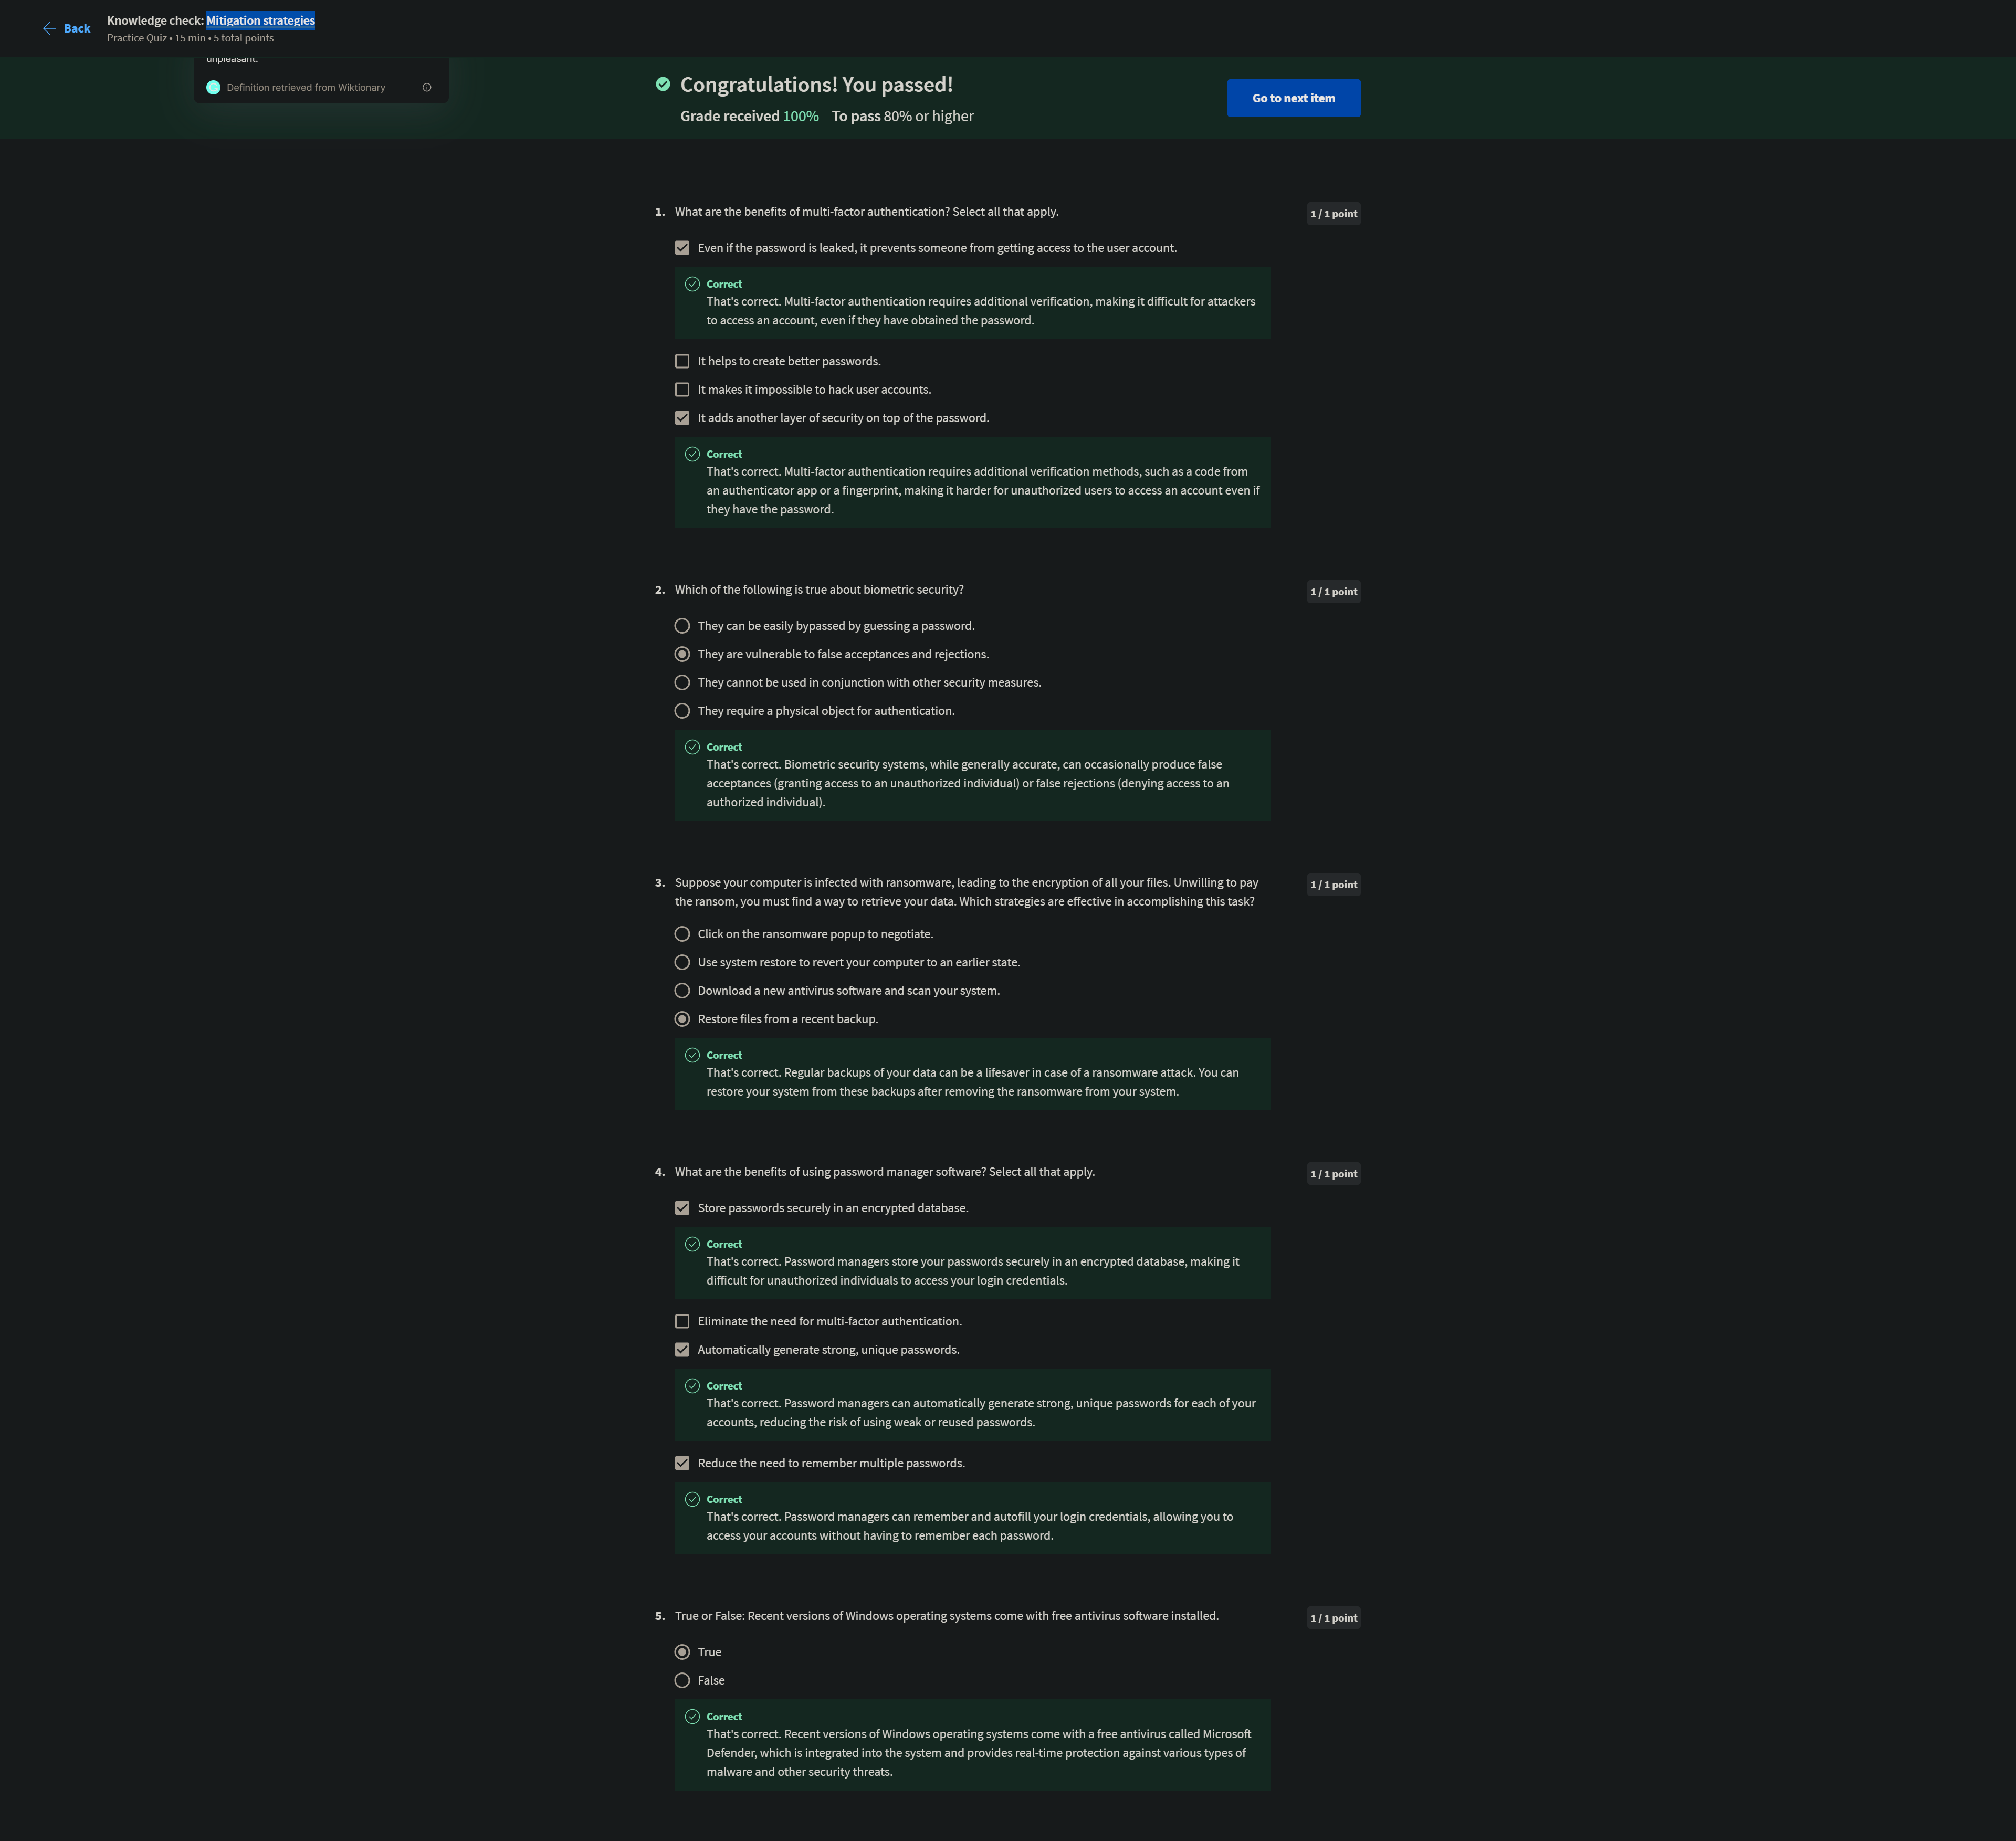 Back
Knowledge check: Mitigation strategies
Practice Quiz • 15 min • 5 total points
unpleasant.
Definition retrieved from Wiktionary
Congratulations! You passed!
Grade received 100% To pass 80% or higher
Go to next item
1. What are the benefits of multi-factor authentication? Select all that apply.
1 / 1 point
Even if the password is leaked, it prevents someone from getting access to the user account.
Correct
That's correct. Multi-factor authentication requires additional verification, making it difficult for attackers
to access an account, even if they have obtained the password.
It helps to create better passwords.
It makes it impossible to hack user accounts.
It adds another layer of security on top of the password.
Correct
That's correct. Multi-factor authentication requires additional verification methods, such as a code from
an authenticator app or a fingerprint, making it harder for unauthorized users to access an account even if
they have the password.
2. Which of the following is true about biometric security?
1 / 1 point
They can be easily bypassed by guessing a password.
They are vulnerable to false acceptances and rejections.
They cannot be used in conjunction with other security measures.
They require a physical object for authentication.
Correct
That's correct. Biometric security systems, while generally accurate, can occasionally produce false
acceptances (granting access to an unauthorized individual) or false rejections (denying access to an
authorized individual).
3. Suppose your computer is infected with ransomware, leading to the encryption of all your files. Unwilling to pay
the ransom, you must find a way to retrieve your data. Which strategies are effective in accomplishing this task?
1 / 1 point
Click on the ransomware popup to negotiate.
Use system restore to revert your computer to an earlier state.
Download a new antivirus software and scan your system.
Restore files from a recent backup.
Correct
That's correct. Regular backups of your data can be a lifesaver in case of a ransomware attack. You can
restore your system from these backups after removing the ransomware from your system.
4. What are the benefits of using password manager software? Select all that apply.
1 / 1 point
Store passwords securely in an encrypted database.
Correct
That's correct. Password managers store your passwords securely in an encrypted database, making it
difficult for unauthorized individuals to access your login credentials.
Eliminate the need for multi-factor authentication.
Automatically generate strong, unique passwords.
Correct
That's correct. Password managers can automatically generate strong, unique passwords for each of your
accounts, reducing the risk of using weak or reused passwords.
Reduce the need to remember multiple passwords.
Correct
That's correct. Password managers can remember and autofill your login credentials, allowing you to
access your accounts without having to remember each password.
5. True or False: Recent versions of Windows operating systems come with free antivirus software installed.
1 / 1 point
True
False
Correct
That's correct. Recent versions of Windows operating systems come with a free antivirus called Microsoft
Defender, which is integrated into the system and provides real-time protection against various types of
malware and other security threats.